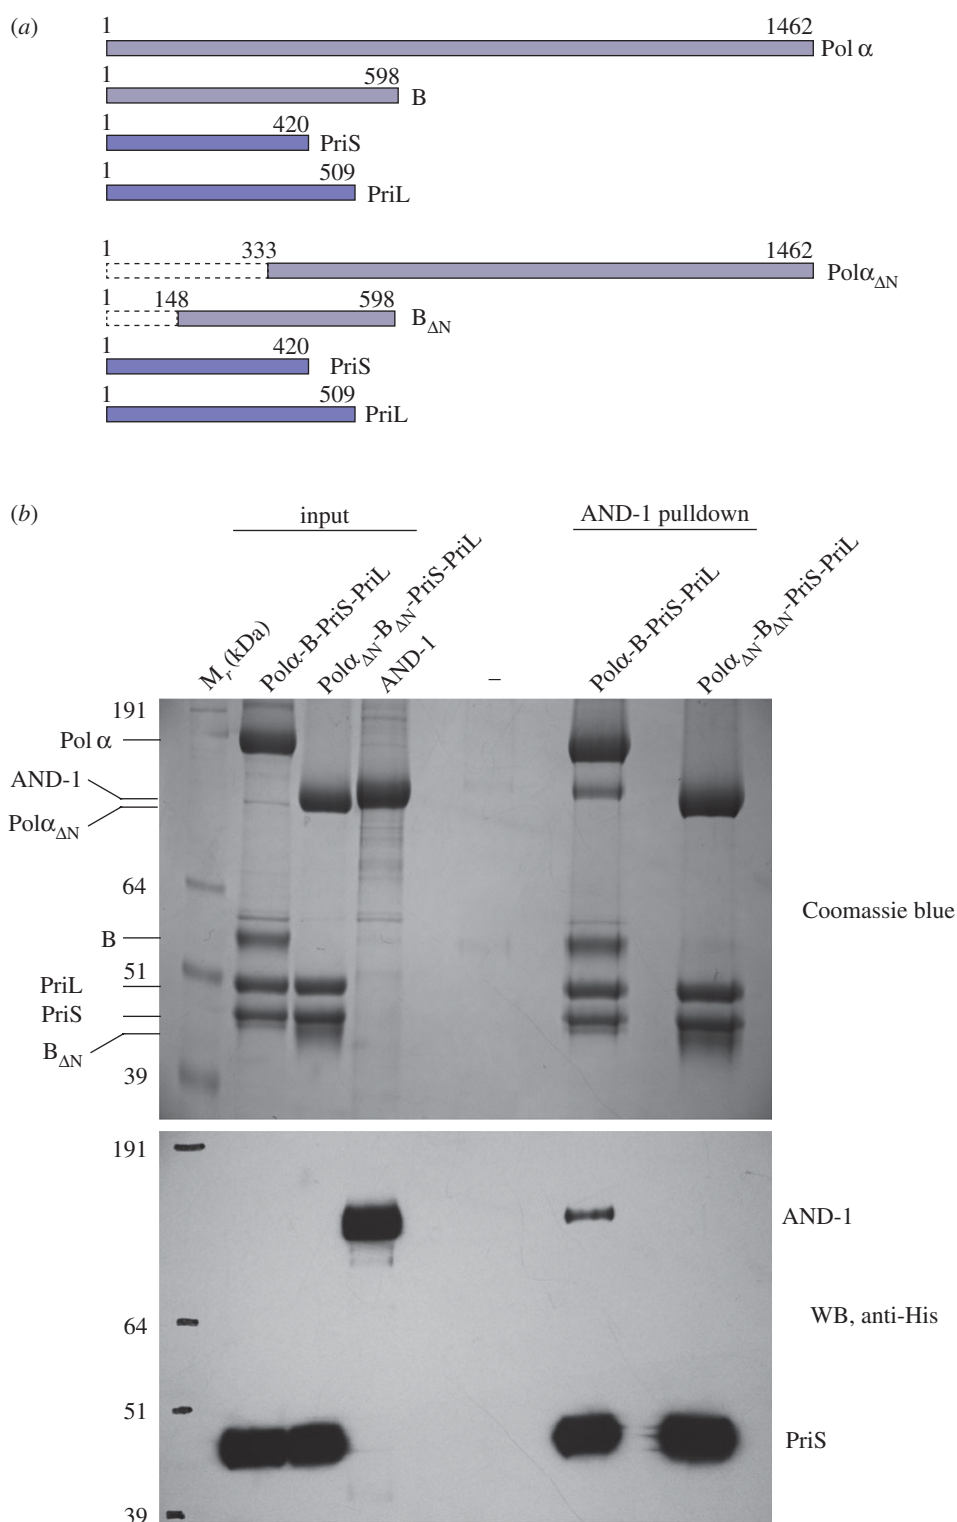 (a)
1 1462
Pol α
1 598
B
1 420
PriS
1 509
PriL
1 333 1462
Polα_ΔN
1 148 598
B_ΔN
1 420
PriS
1 509
PriL
(b)
input AND-1 pulldown
M_r (kDa)
Polα-B-PriS-PriL
Polα_ΔN-B_ΔN-PriS-PriL
AND-1
–
Polα-B-PriS-PriL
Polα_ΔN-B_ΔN-PriS-PriL
191
Pol α
AND-1
Polα_ΔN
64
Coomassie blue
B
51
PriL
PriS
B_ΔN
39
191
AND-1
64
WB, anti-His
51
PriS
39